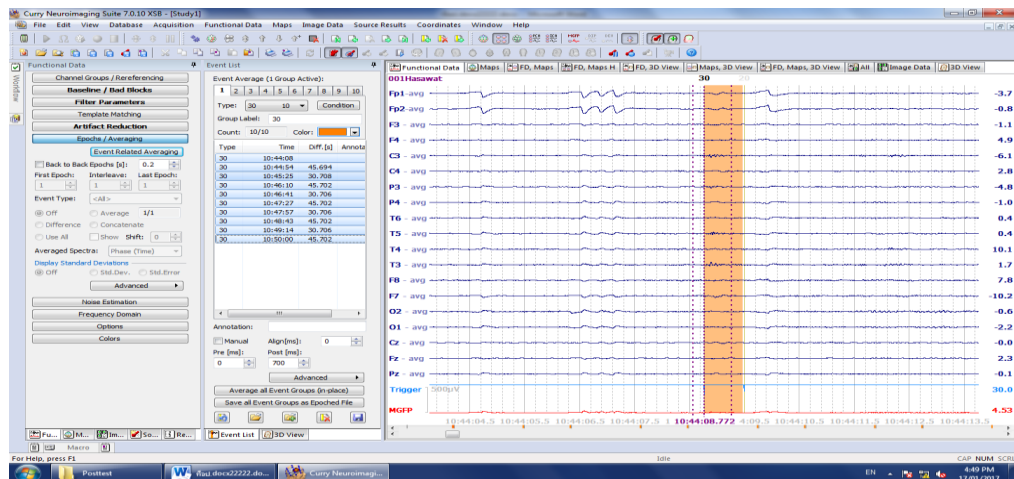 Curry Neuroimaging Suite 7.0.10 XSB - [Study1]
File Edit View Database Acquisition Functional Data Maps Image Data Source Results Coordinates Window Help
Functional Data
Channel Groups / Rereferencing
Baseline / Bad Blocks
Filter Parameters
Template Matching
Artifact Reduction
Epochs / Averaging
Event Related Averaging
Back to Back Epochs [s]: 0.2
First Epoch: Interleave: Last Epoch:
1 1 1
Event Type: <All>
Off Average 1/1
Difference Concatenate
Use All Show Shift: 0
Averaged Spectra: Phase (Time)
Display Standard Deviations
Off Std.Dev. Std.Error
Advanced
Noise Estimation
Frequency Domain
Options
Colors
Workflow
Fu... M... Im... So... Re...
Event List
Event Average (1 Group Active):
1 2 3 4 5 6 7 8 9 10
Type: 30 10 Condition
Group Label: 30
Count: 10/10 Color:
Type Time Diff.[s] Annota
30 10:44:08
30 10:44:54 45.694
30 10:45:25 30.708
30 10:46:10 45.702
30 10:46:41 30.706
30 10:47:27 45.702
30 10:47:57 30.706
30 10:48:43 45.702
30 10:49:14 30.706
30 10:50:00 45.702
Annotation:
Manual Align[ms]: 0
Pre [ms]: Post [ms]:
0 700
Advanced
Average all Event Groups (in-place)
Save all Event Groups as Epoched File
Event List 3D View
Functional Data Maps FD, Maps FD, Maps H FD, 3D View Maps, 3D View FD, Maps, 3D View All Image Data 3D View
001Hasawat 30 20
Fp1-avg -3.7
Fp2-avg -0.8
F3 - avg -1.1
F4 - avg 4.9
C3 - avg -6.1
C4 - avg 2.8
P3 - avg -4.8
P4 - avg -1.0
T6 - avg 0.4
T5 - avg 0.4
T4 - avg 10.1
T3 - avg 1.7
F8 - avg 7.8
F7 - avg -10.2
O2 - avg -0.6
O1 - avg -2.2
Cz - avg -0.0
Fz - avg 2.3
Pz - avg -0.1
Trigger 500µV 30.0
MGFP 4.53
10:44:04.5 10:44:05.5 10:44:06.5 10:44:07.5 1 10:44:08.772 4:09.5 10:44:10.5 10:44:11.5 10:44:12.5 10:44:13.5
Macro
For Help, press F1 Idle CAP NUM SCRL
Posttest
Curry Neuroimagi...
EN 4:49 PM
17/01/2017